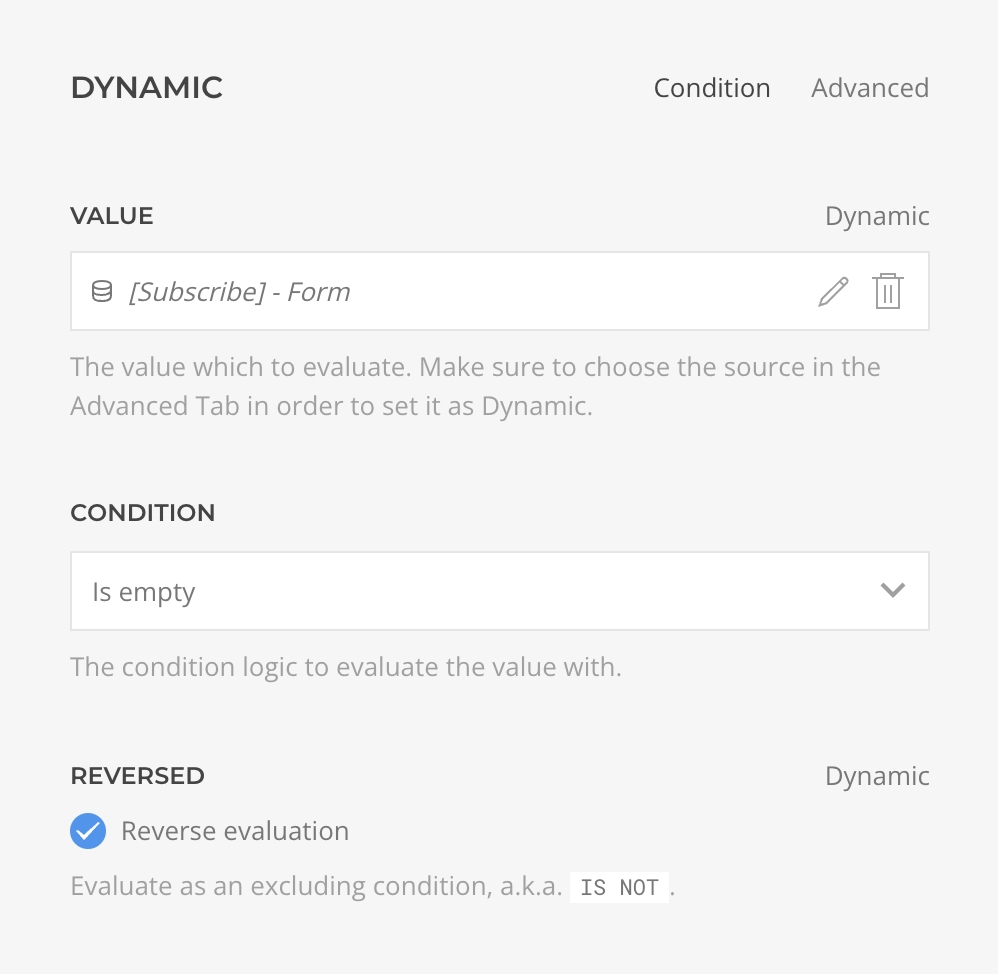 DYNAMIC Condition Advanced
VALUE Dynamic
[Subscribe] - Form
The value which to evaluate. Make sure to choose the source in the
Advanced Tab in order to set it as Dynamic.
CONDITION
Is empty
The condition logic to evaluate the value with.
REVERSED Dynamic
Reverse evaluation
Evaluate as an excluding condition, a.k.a. IS NOT.